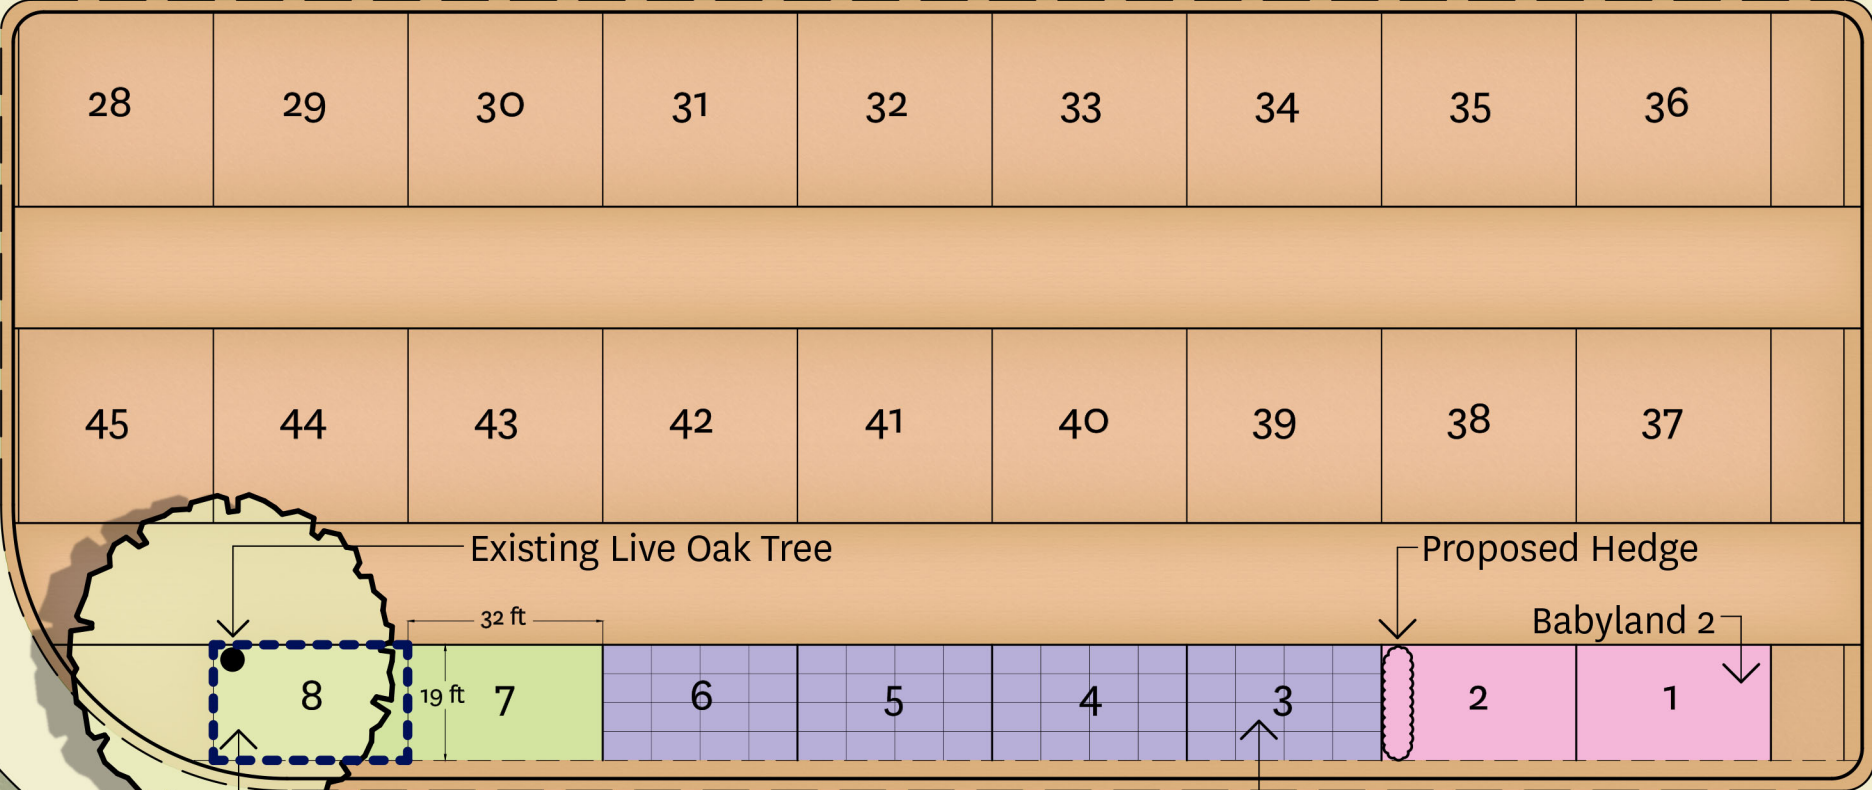 28 29 30 31 32 33 34 35 36
45 44 43 42 41 40 39 38 37
Existing Live Oak Tree
Proposed Hedge
32 ft
Babyland 2
8 19 ft 7 6 5 4 3 2 1